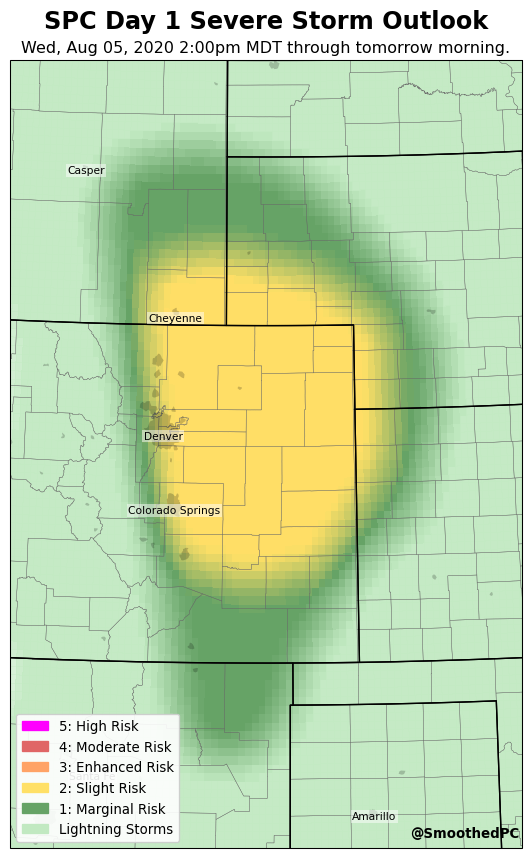 SPC Day 1 Severe Storm Outlook
Wed, Aug 05, 2020 2:00pm MDT through tomorrow morning.
Casper
Cheyenne
Denver
Colorado Springs
5: High Risk
4: Moderate Risk
3: Enhanced Risk
2: Slight Risk
1: Marginal Risk
Lightning Storms
Amarillo
@SmoothedPC